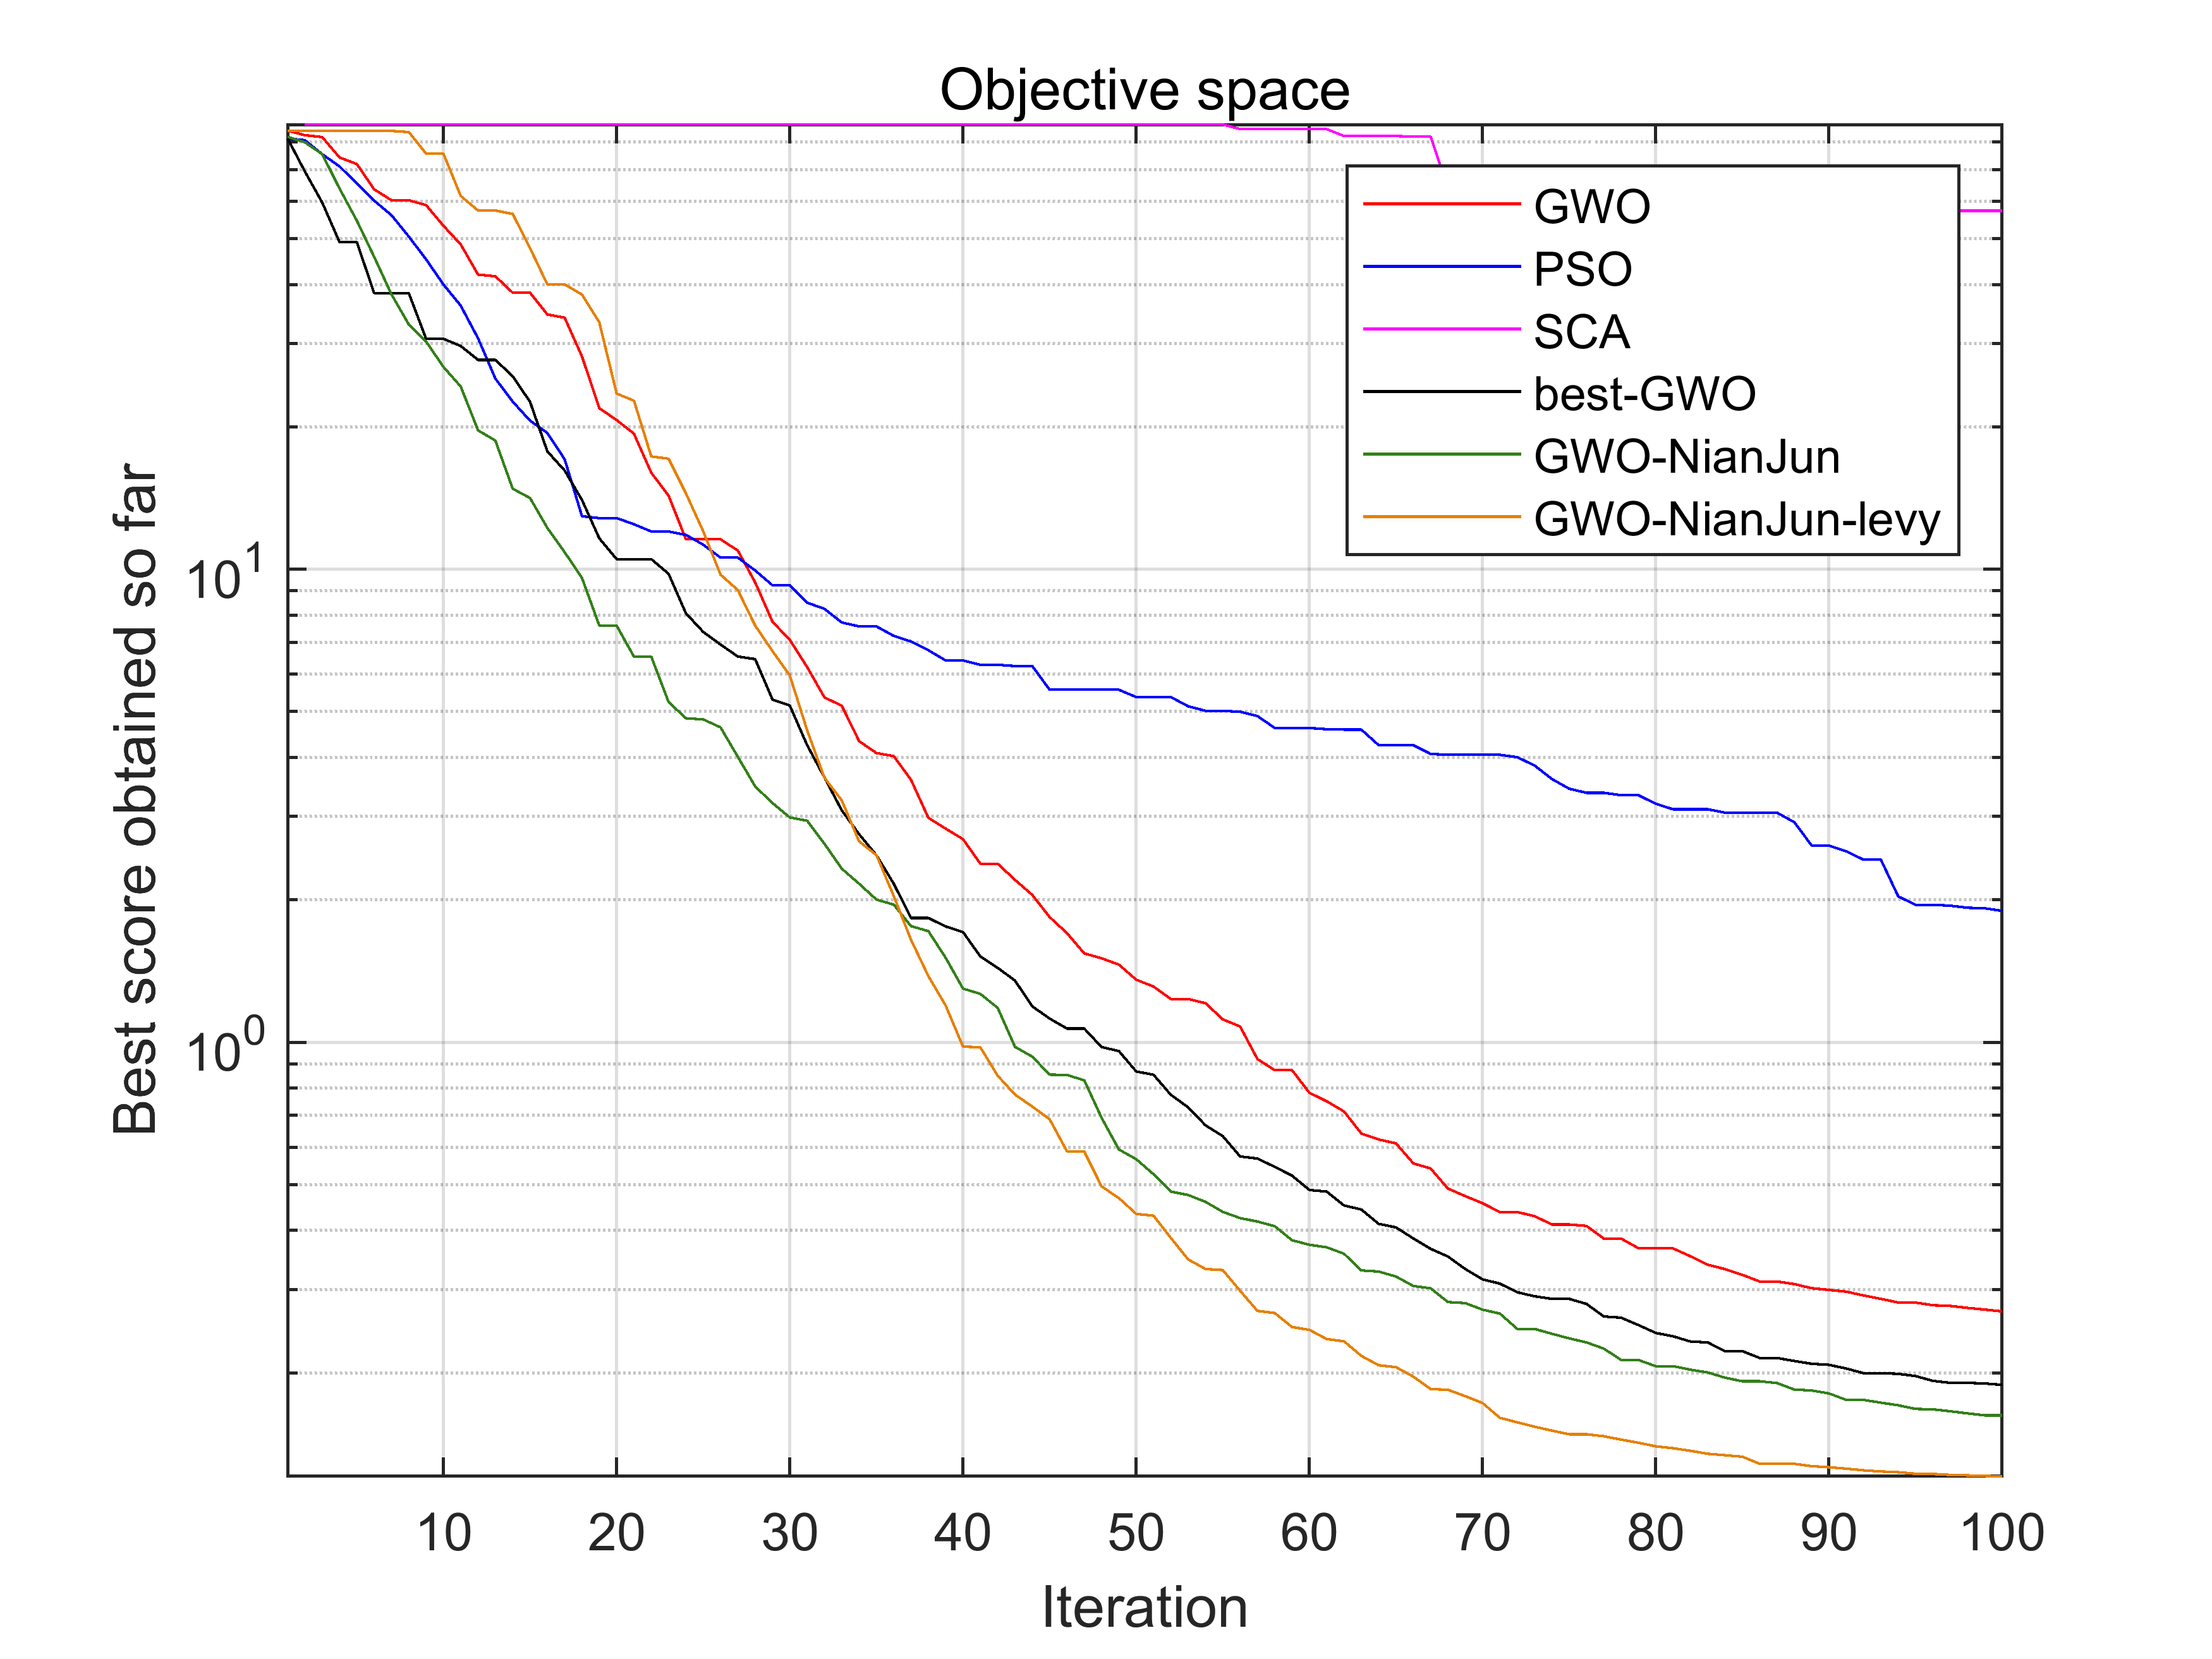 Objective space
GWO
PSO
SCA
best-GWO
GWO-NianJun
GWO-NianJun-levy
Best score obtained so far
10^1
10^0
10 20 30 40 50 60 70 80 90 100
Iteration